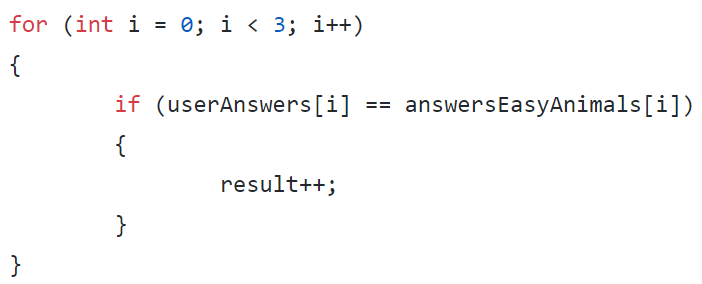 for (int i = 0; i < 3; i++)
{
        if (userAnswers[i] == answersEasyAnimals[i])
        {
                result++;
        }
}